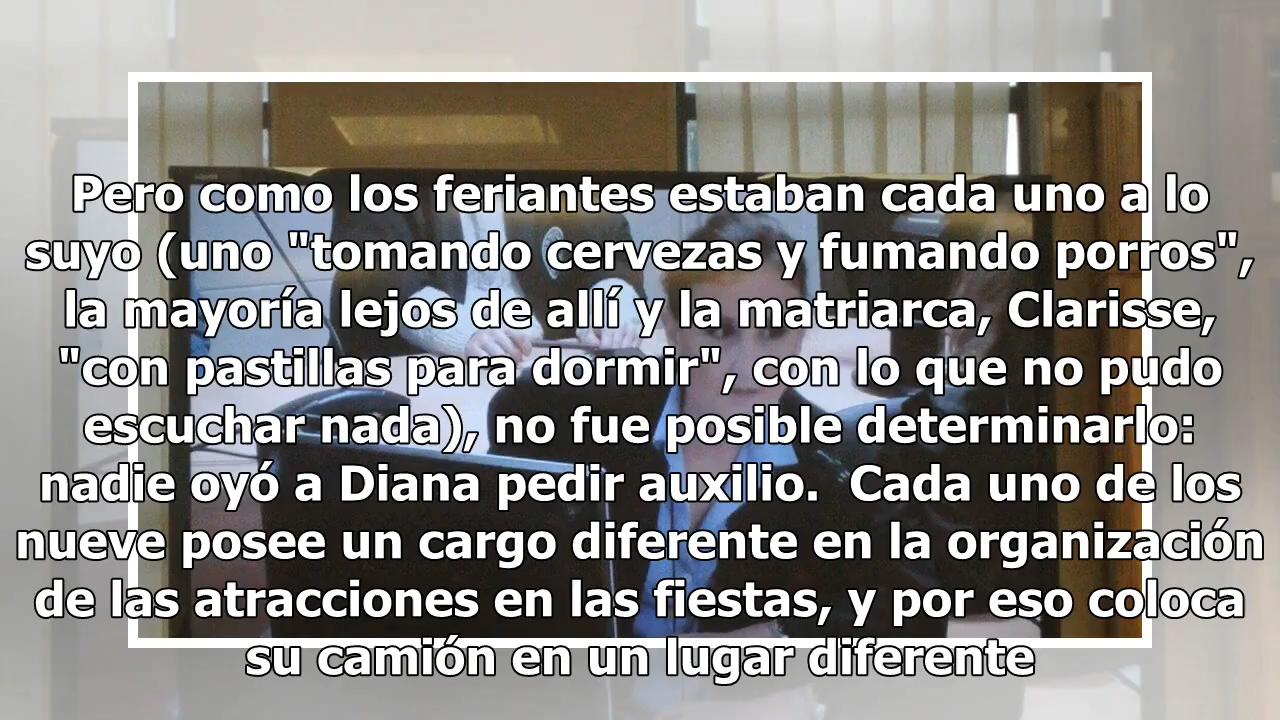 Pero como los feriantes estaban cada uno a lo
suyo (uno "tomando cervezas y fumando porros",
la mayoría lejos de allí y la matriarca, Clarisse,
"con pastillas para dormir", con lo que no pudo
escuchar nada), no fue posible determinarlo:
nadie oyó a Diana pedir auxilio.  Cada uno de los
nueve posee un cargo diferente en la organización
de las atracciones en las fiestas, y por eso coloca
su camión en un lugar diferente